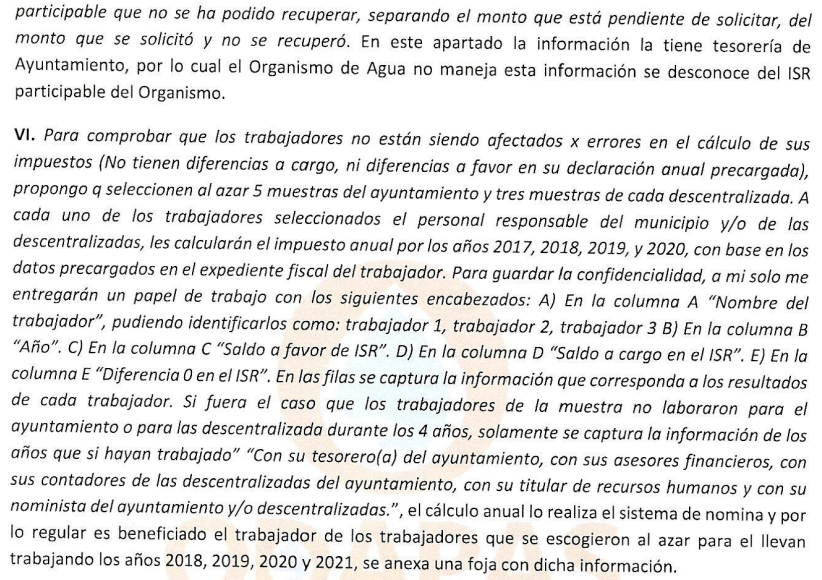 participable que no se ha podido recuperar, separando el monto que está pendiente de solicitar, del
monto que se solicitó y no se recuperó. En este apartado la información la tiene tesorería de
Ayuntamiento, por lo cual el Organismo de Agua no maneja esta información se desconoce del ISR
participable del Organismo.
VI. Para comprobar que los trabajadores no están siendo afectados x errores en el cálculo de sus
impuestos (No tienen diferencias a cargo, ni diferencias a favor en su declaración anual precargada),
propongo q seleccionen al azar 5 muestras del ayuntamiento y tres muestras de cada descentralizada. A
cada uno de los trabajadores seleccionados el personal responsable del municipio y/o de las
descentralizadas, les calcularán el impuesto anual por los años 2017, 2018, 2019, y 2020, con base en los
datos precargados en el expediente fiscal del trabajador. Para guardar la confidencialidad, a mi solo me
entregarán un papel de trabajo con los siguientes encabezados: A) En la columna A “Nombre del
trabajador”, pudiendo identificarlos como: trabajador 1, trabajador 2, trabajador 3 B) En la columna B
“Año”. C) En la columna C “Saldo a favor de ISR”. D) En la columna D “Saldo a cargo en el ISR”. E) En la
columna E “Diferencia 0 en el ISR”. En las filas se captura la información que corresponda a los resultados
de cada trabajador. Si fuera el caso que los trabajadores de la muestra no laboraron para el
ayuntamiento o para las descentralizada durante los 4 años, solamente se captura la información de los
años que si hayan trabajado” “Con su tesorero(a) del ayuntamiento, con sus asesores financieros, con
sus contadores de las descentralizadas del ayuntamiento, con su titular de recursos humanos y con su
nominista del ayuntamiento y/o descentralizadas.”, el cálculo anual lo realiza el sistema de nomina y por
lo regular es beneficiado el trabajador de los trabajadores que se escogieron al azar para el llevan
trabajando los años 2018, 2019, 2020 y 2021, se anexa una foja con dicha información.